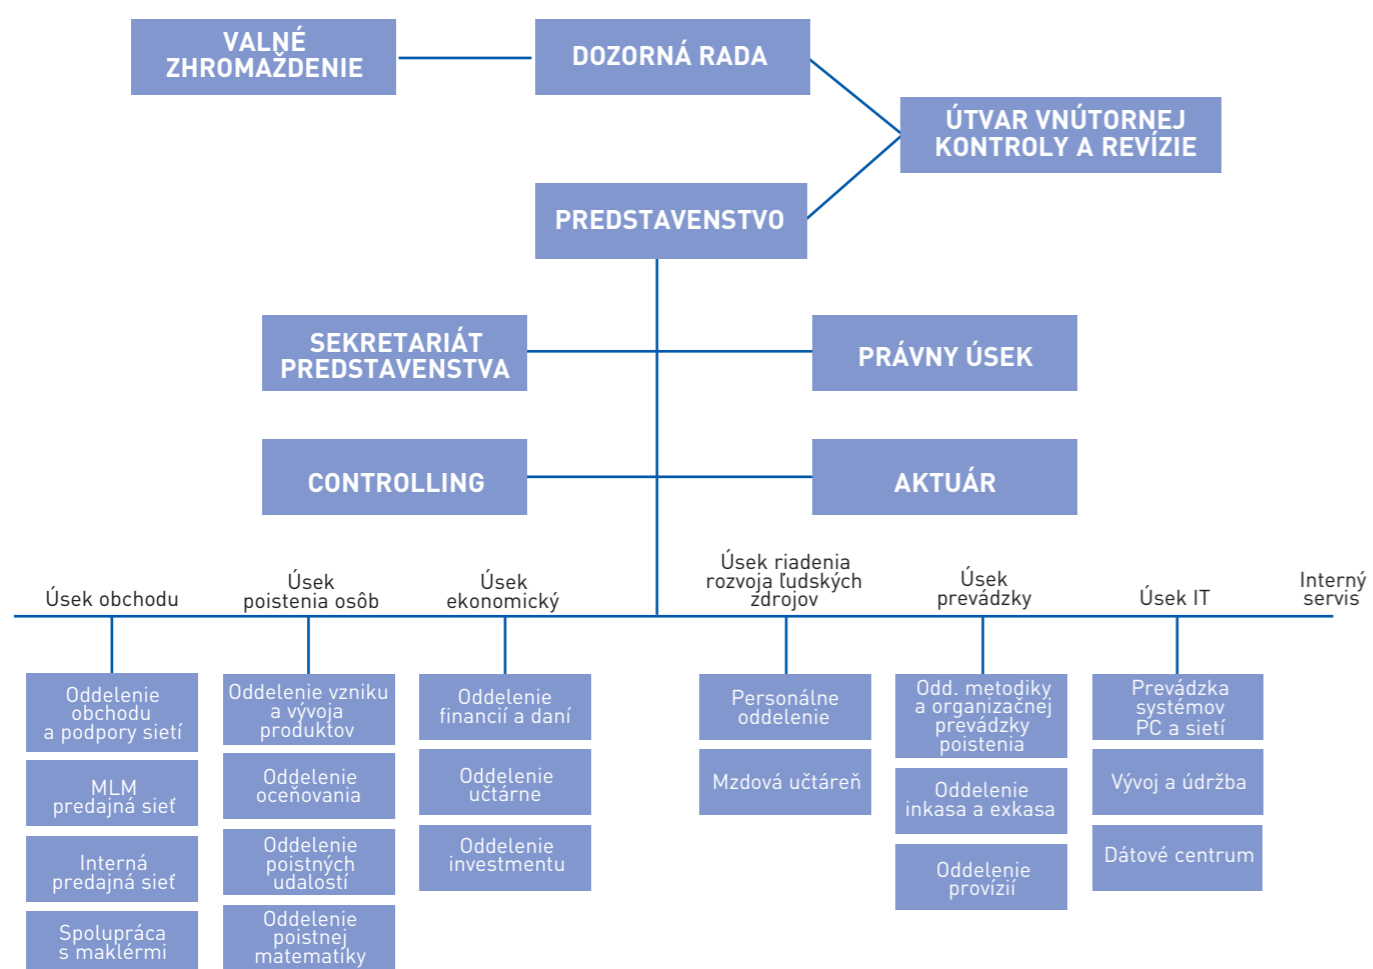 VALNÉ
ZHROMAŽDENIE
DOZORNÁ RADA
ÚTVAR VNÚTORNEJ
KONTROLY A REVÍZIE
PREDSTAVENSTVO
SEKRETARIÁT
PREDSTAVENSTVA
PRÁVNY ÚSEK
CONTROLLING
AKTUÁR
Úsek obchodu
Úsek
poistenia osôb
Úsek
ekonomický
Úsek riadenia
rozvoja ľudských
zdrojov
Úsek
prevádzky
Úsek IT
Interný
servis
Oddelenie
obchodu
a podpory sietí
MLM
predajná sieť
Interná
predajná sieť
Spolupráca
s maklérmi
Oddelenie vzniku
a vývoja
produktov
Oddelenie
oceňovania
Oddelenie
poistných
udalostí
Oddelenie
poistnej
matematiky
Oddelenie
financií a daní
Oddelenie
učtárne
Oddelenie
investmentu
Personálne
oddelenie
Mzdová učtáreň
Odd. metodiky
a organizačnej
prevádzky
poistenia
Oddelenie
inkasa a exkasa
Oddelenie
provízií
Prevádzka
systémov
PC a sietí
Vývoj a údržba
Dátové centrum